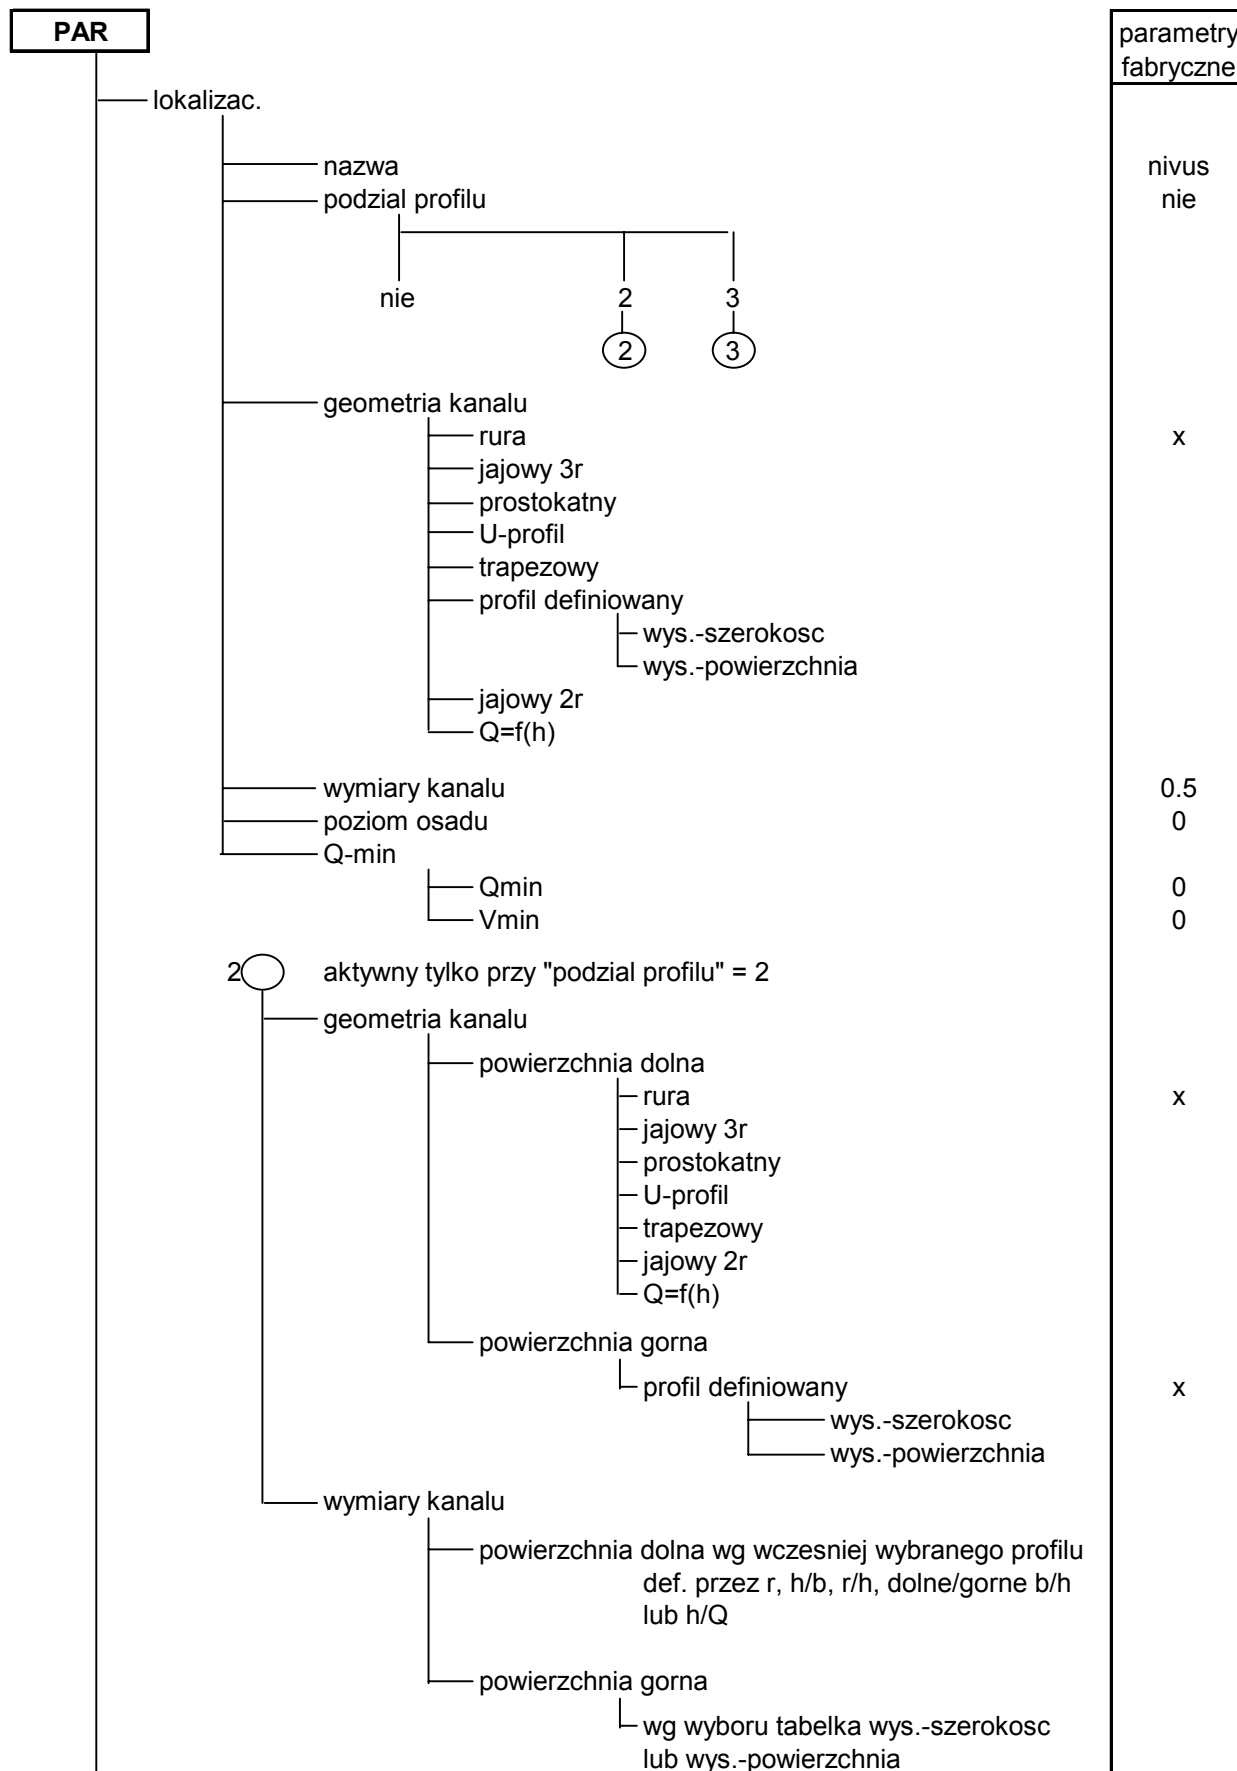 PAR
parametry
fabryczne
lokalizac.
nazwa nivus
podzial profilu nie
nie 2 3
2 3
geometria kanalu
rura x
jajowy 3r
prostokatny
U-profil
trapezowy
profil definiowany
wys.-szerokosc
wys.-powierzchnia
jajowy 2r
Q=f(h)
wymiary kanalu 0.5
poziom osadu 0
Q-min
Qmin 0
Vmin 0
2 aktywny tylko przy "podzial profilu" = 2
geometria kanalu
powierzchnia dolna
rura x
jajowy 3r
prostokatny
U-profil
trapezowy
jajowy 2r
Q=f(h)
powierzchnia gorna
profil definiowany x
wys.-szerokosc
wys.-powierzchnia
wymiary kanalu
powierzchnia dolna wg wczesniej wybranego profilu
def. przez r, h/b, r/h, dolne/gorne b/h
lub h/Q
powierzchnia gorna
wg wyboru tabelka wys.-szerokosc
lub wys.-powierzchnia